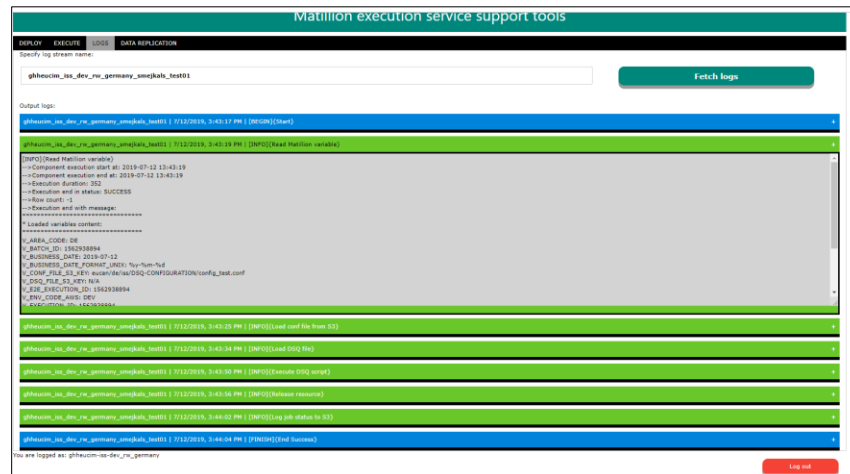 Matillion execution service support tools
DEPLOY EXECUTE LOGS DATA REPLICATION
Specify log stream name:
ghheucim_iss_dev_rw_germany_smejkals_test01
Fetch logs
Output logs:
ghheucim_iss_dev_rw_germany_smejkals_test01 | 7/12/2019, 3:43:17 PM | [BEGIN](Start) +
ghheucim_iss_dev_rw_germany_smejkals_test01 | 7/12/2019, 3:43:19 PM | [INFO](Read Matillion variable)
[INFO](Read Matillion variable)
-->Component execution start at: 2019-07-12 13:43:19
-->Component execution end at: 2019-07-12 13:43:19
-->Execution duration: 352
-->Execution end in status: SUCCESS
-->Row count: -1
-->Execution end with message:
==================================
* Loaded variables content:
==================================
V_AREA_CODE: DE
V_BATCH_ID: 1562938894
V_BUSINESS_DATE: 2019-07-12
V_BUSINESS_DATE_FORMAT_UNIX: %y-%m-%d
V_CONF_FILE_S3_KEY: eucan/de/iss/DSQ-CONFIGURATION/config_test.conf
V_DSQ_FILE_S3_KEY: N/A
V_E2E_EXECUTION_ID: 1562938894
V_ENV_CODE_AWS: DEV
V_EXECUTION_ID: 1562938894
ghheucim_iss_dev_rw_germany_smejkals_test01 | 7/12/2019, 3:43:25 PM | [INFO](Load conf file from S3) +
ghheucim_iss_dev_rw_germany_smejkals_test01 | 7/12/2019, 3:43:34 PM | [INFO](Load DSQ file) +
ghheucim_iss_dev_rw_germany_smejkals_test01 | 7/12/2019, 3:43:50 PM | [INFO](Execute DSQ script) +
ghheucim_iss_dev_rw_germany_smejkals_test01 | 7/12/2019, 3:43:56 PM | [INFO](Release resource) +
ghheucim_iss_dev_rw_germany_smejkals_test01 | 7/12/2019, 3:44:02 PM | [INFO](Log job status to S3) +
ghheucim_iss_dev_rw_germany_smejkals_test01 | 7/12/2019, 3:44:04 PM | [FINISH](End Success) +
You are logged as: ghheucim-iss-dev_rw_germany
Log out